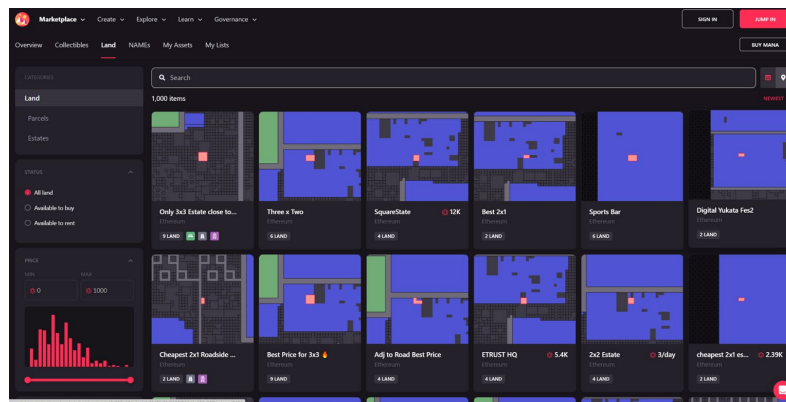 Marketplace Create Explore Learn Governance SIGN IN JUMP IN
Overview Collectibles Land NAMEs My Assets My Lists BUY MANA
CATEGORIES
Land
Parcels
Estates
Search
1,000 items NEWEST
STATUS
All land
Available to buy
Available to rent
PRICE
MIN MAX
0 1000
Only 3x3 Estate close to...
Ethereum
9 LAND
Three x Two
Ethereum
6 LAND
SquareState 12K
Ethereum
4 LAND
Best 2x1
Ethereum
2 LAND
Sports Bar
Ethereum
6 LAND
Digital Yukata Fes2
Ethereum
2 LAND
Cheapest 2x1 Roadside ...
Ethereum
2 LAND
Best Price for 3x3 🔥
Ethereum
9 LAND
Adj to Road Best Price
Ethereum
4 LAND
ETRUST HQ 5.4K
Ethereum
4 LAND
2x2 Estate 3/day
Ethereum
4 LAND
cheapest 2x1 es... 2.39K
Ethereum
2 LAND